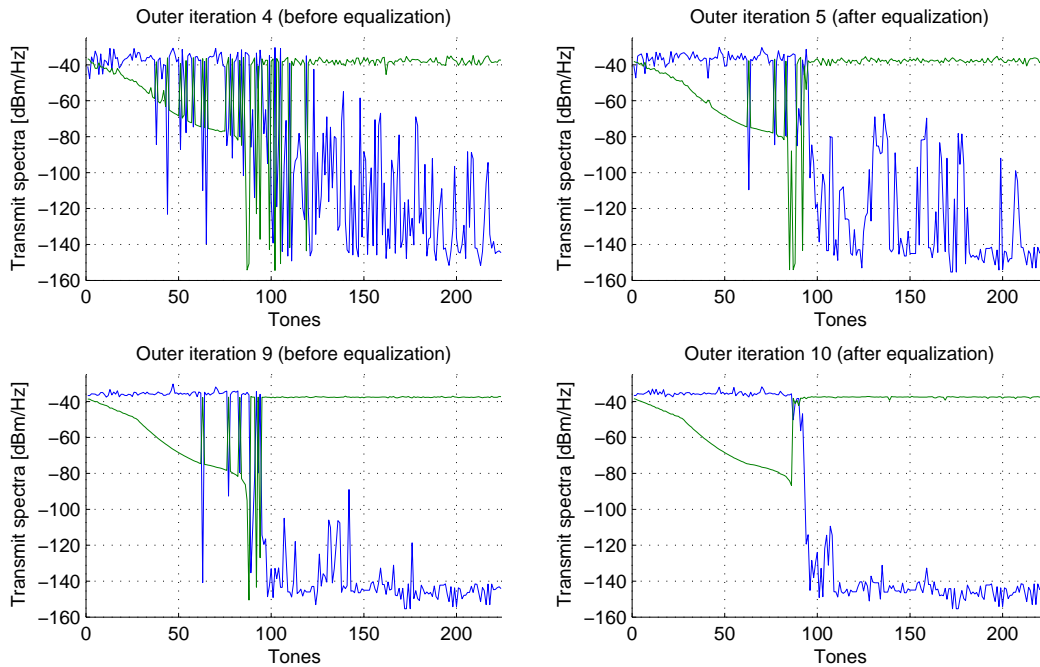 Outer iteration 4 (before equalization)
Transmit spectra [dBm/Hz]
−40
−60
−80
−100
−120
−140
−160
0 50 100 150 200
Tones
Outer iteration 5 (after equalization)
Transmit spectra [dBm/Hz]
−40
−60
−80
−100
−120
−140
−160
0 50 100 150 200
Tones
Outer iteration 9 (before equalization)
Transmit spectra [dBm/Hz]
−40
−60
−80
−100
−120
−140
−160
0 50 100 150 200
Tones
Outer iteration 10 (after equalization)
Transmit spectra [dBm/Hz]
−40
−60
−80
−100
−120
−140
−160
0 50 100 150 200
Tones